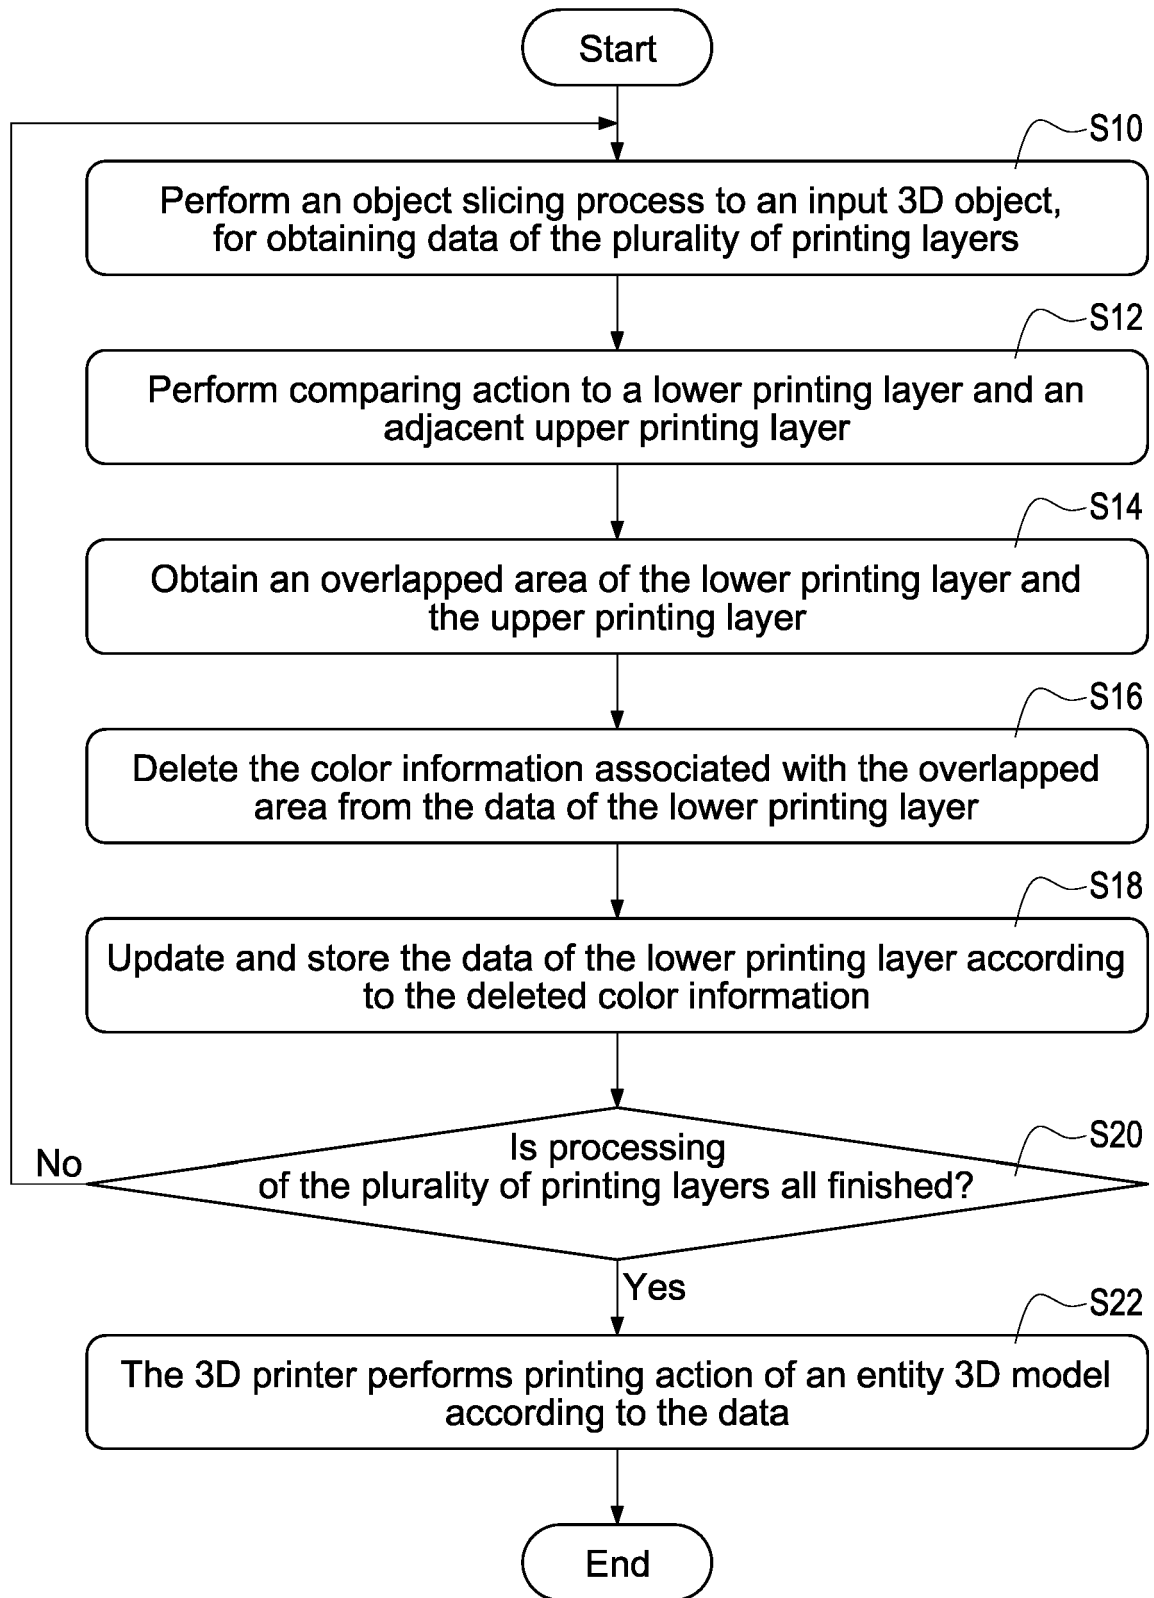 Start
S10
Perform an object slicing process to an input 3D object,
for obtaining data of the plurality of printing layers
S12
Perform comparing action to a lower printing layer and an
adjacent upper printing layer
S14
Obtain an overlapped area of the lower printing layer and
the upper printing layer
S16
Delete the color information associated with the overlapped
area from the data of the lower printing layer
S18
Update and store the data of the lower printing layer according
to the deleted color information
S20
Is processing
No
of the plurality of printing layers all finished?
Yes
S22
The 3D printer performs printing action of an entity 3D model
according to the data
End